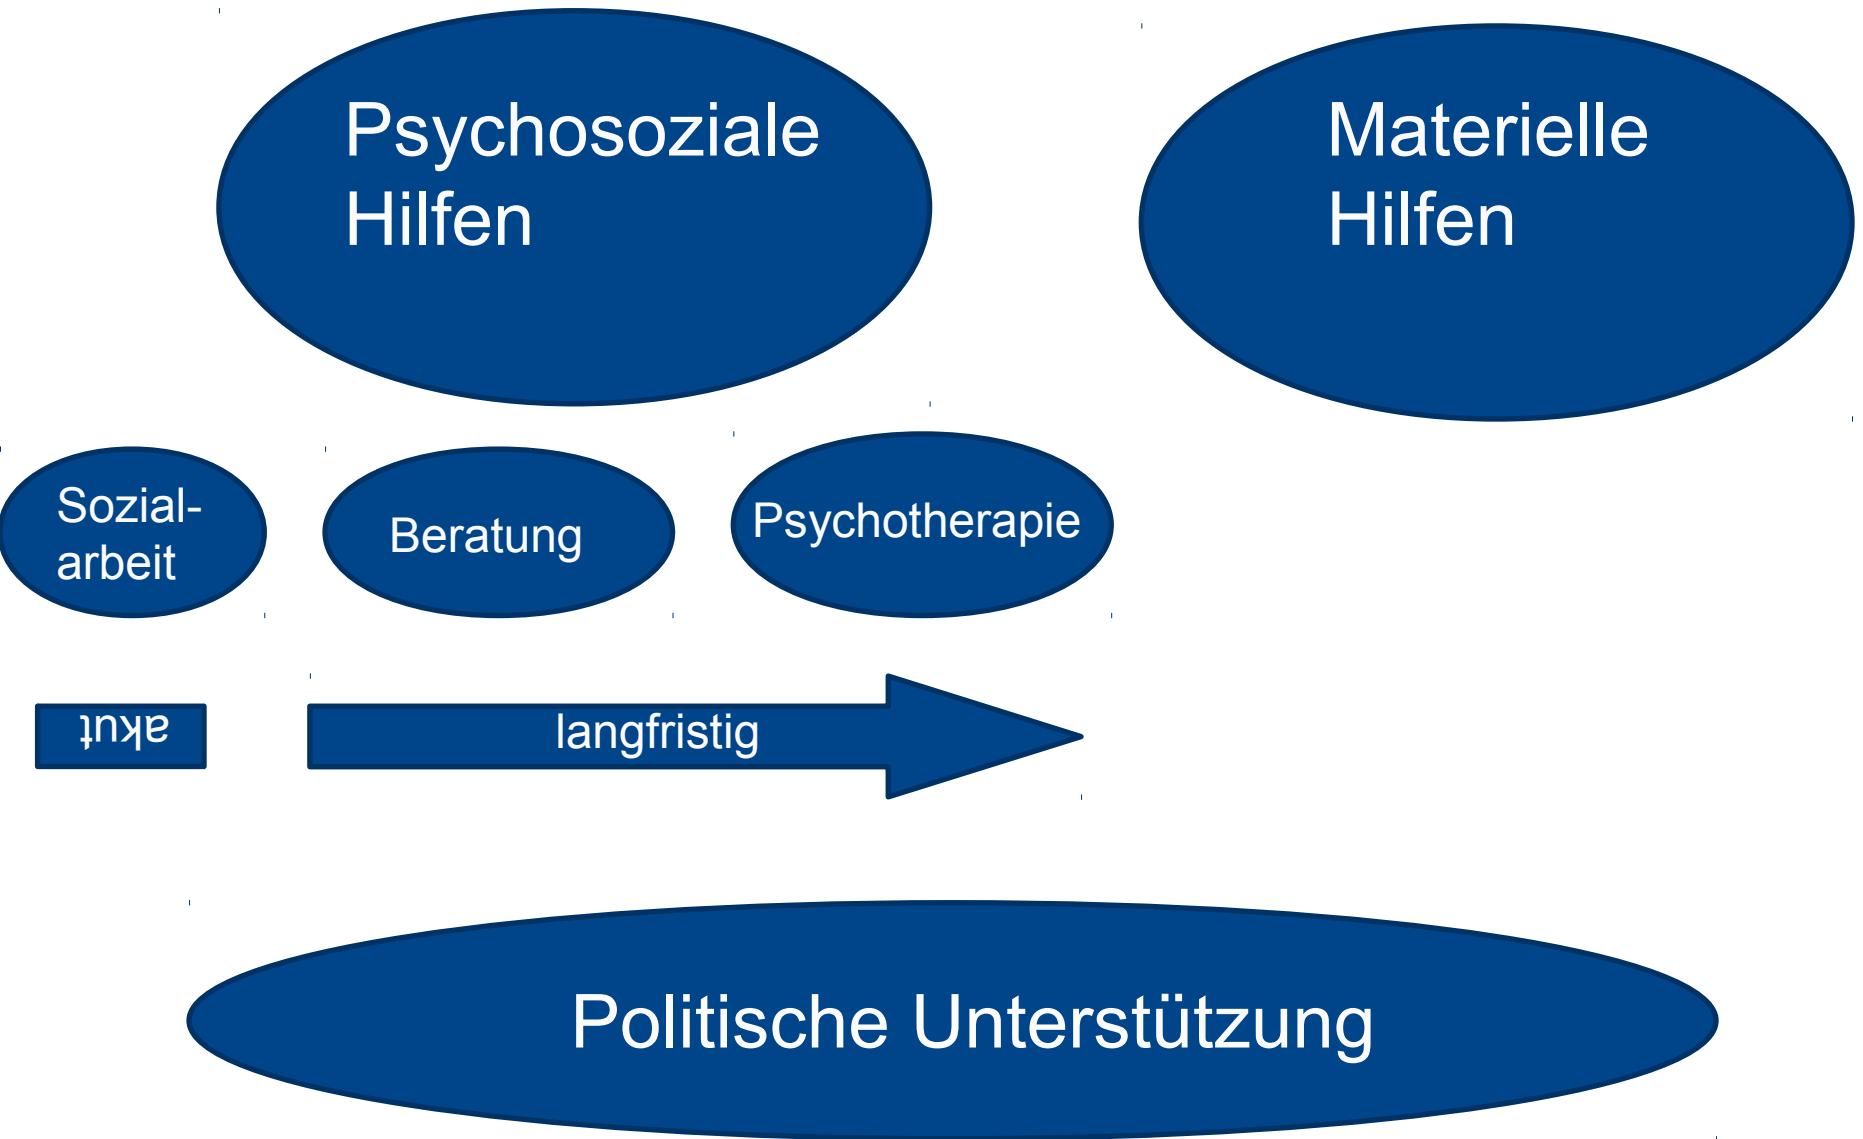 Psychosoziale
Hilfen
Materielle
Hilfen
Sozial-
arbeit
Beratung
Psychotherapie
akut
langfristig
Politische Unterstützung